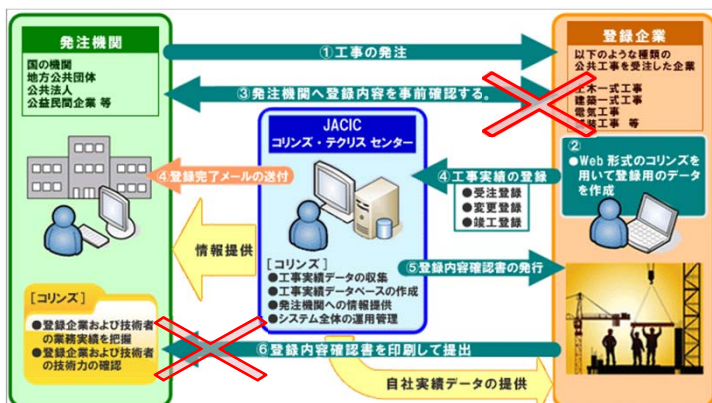 発注機関
国の機関
地方公共団体
公共法人
公益民間企業 等
①工事の発注
登録企業
以下のような種類の
公共工事を受注した企業
土木一式工事
建築一式工事
電気工事
舗装工事 等
③発注機関へ登録内容を事前確認する。
JACIC
コリンズ・テクリス センター
②
●Web 形式のコリンズを
用いて登録用のデータ
を作成
④登録完了メールの送付
④工事実績の登録
●受注登録
●変更登録
●竣工登録
情報提供
[コリンズ]
●工事実績データの収集
●工事実績データベースの作成
●発注機関への情報提供
●システム全体の運用管理
⑤登録内容確認書の発行
[コリンズ]
●登録企業および技術者
の業務実績を把握
●登録企業および技術者
の技術力の確認
⑥登録内容確認書を印刷して提出
自社実績データの提供